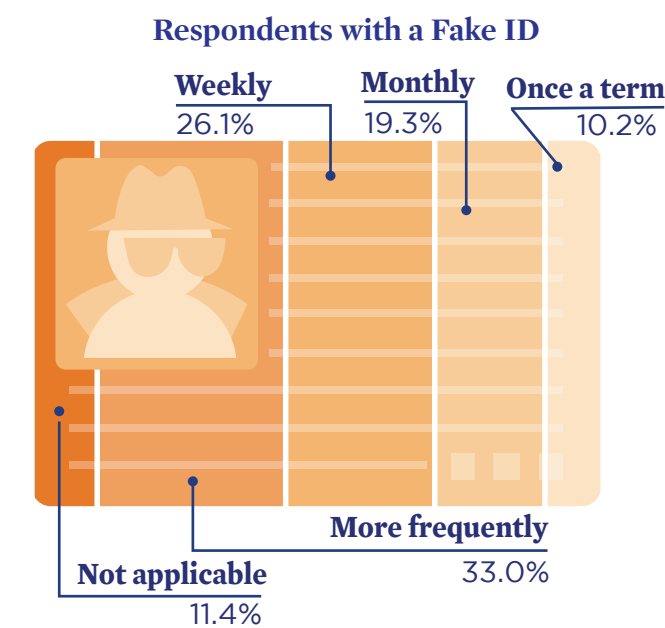 Respondents with a Fake ID
Weekly
26.1%
Monthly
19.3%
Once a term
10.2%
More frequently
33.0%
Not applicable
11.4%